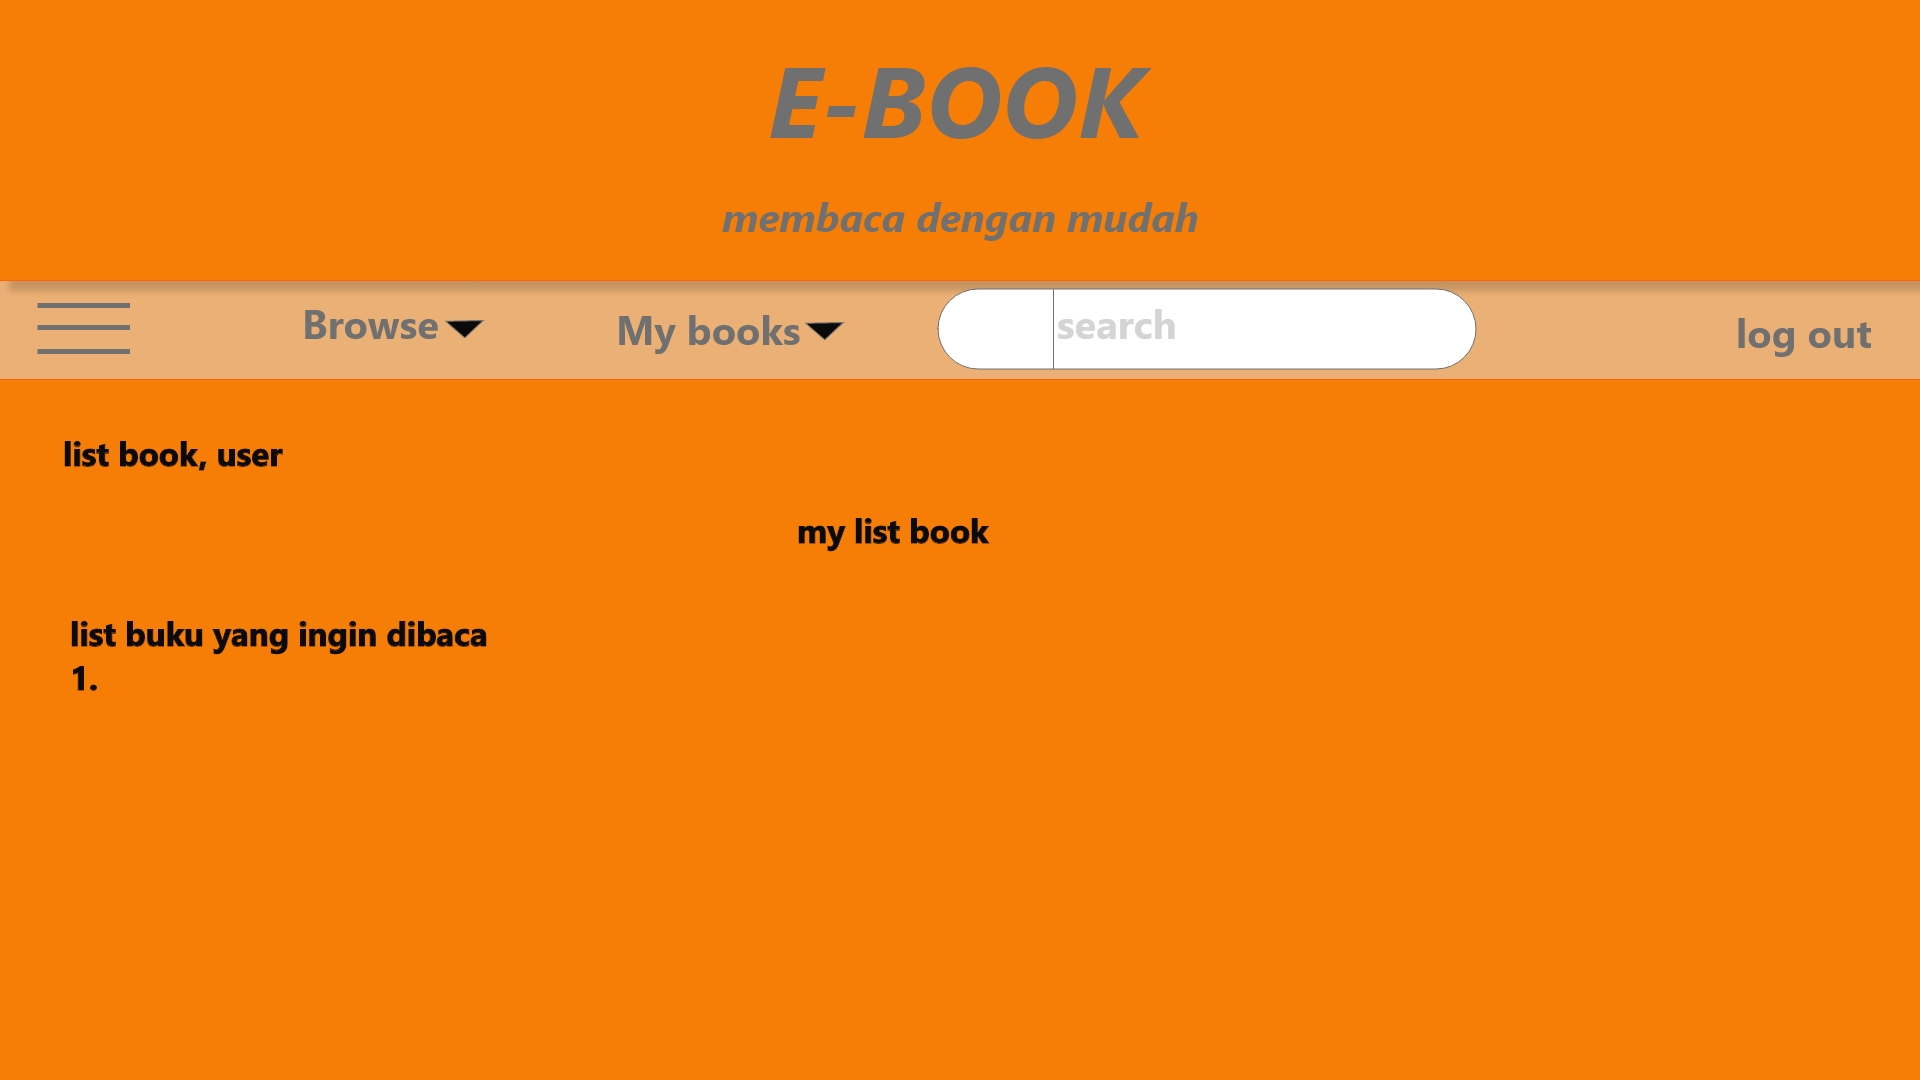 E-BOOK
membaca dengan mudah
Browse
My books
search
log out
list book, user
my list book
list buku yang ingin dibaca
1.